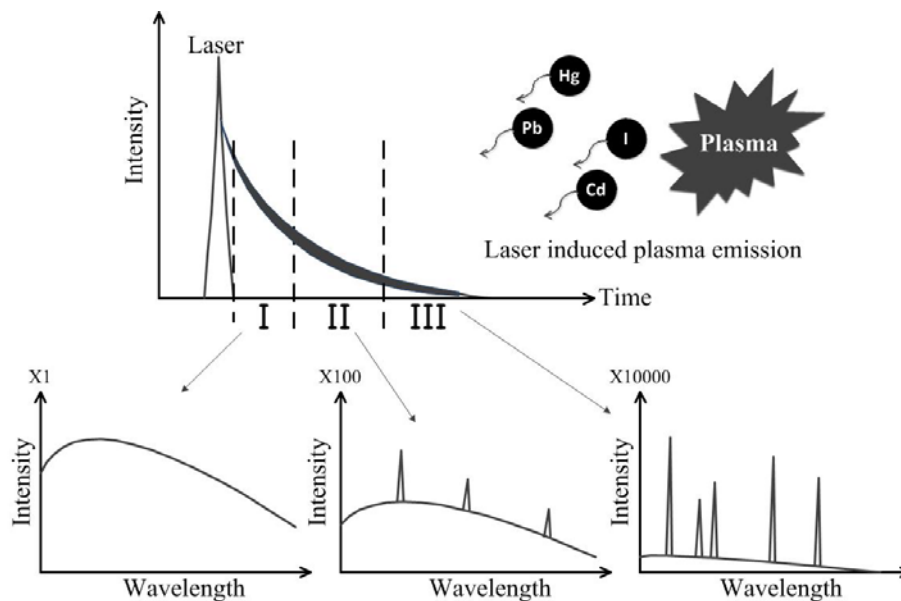 Laser
Intensity
Hg
Pb
I
Cd
Plasma
Laser induced plasma emission
Time
I
II
III
X1
Intensity
Wavelength
X100
Intensity
Wavelength
X10000
Intensity
Wavelength